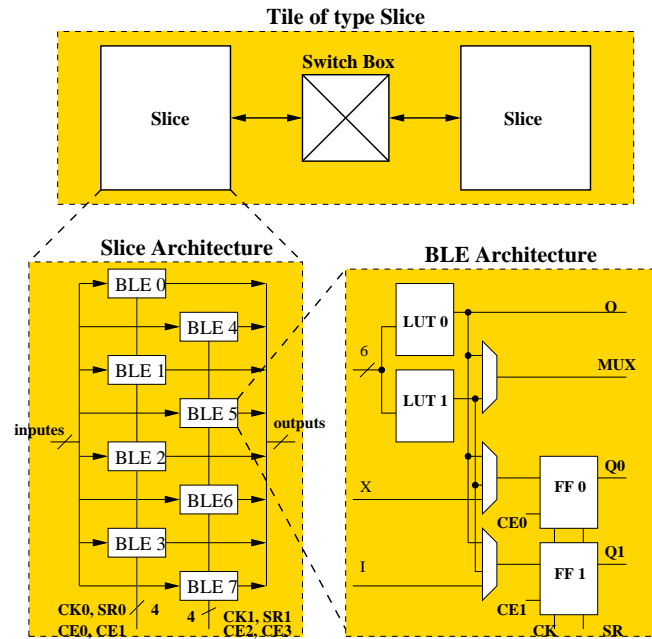 Tile of type Slice
Switch Box
Slice
Slice
Slice Architecture
BLE 0
BLE 4
BLE 1
BLE 5
inputes
outputs
BLE 2
BLE6
BLE 3
BLE 7
CK0, SR0
4
CE0, CE1
4
CK1, SR1
CE2, CE3
BLE Architecture
LUT 0
O
6
MUX
LUT 1
X
Q0
FF 0
CE0
I
Q1
FF 1
CE1
CK
SR